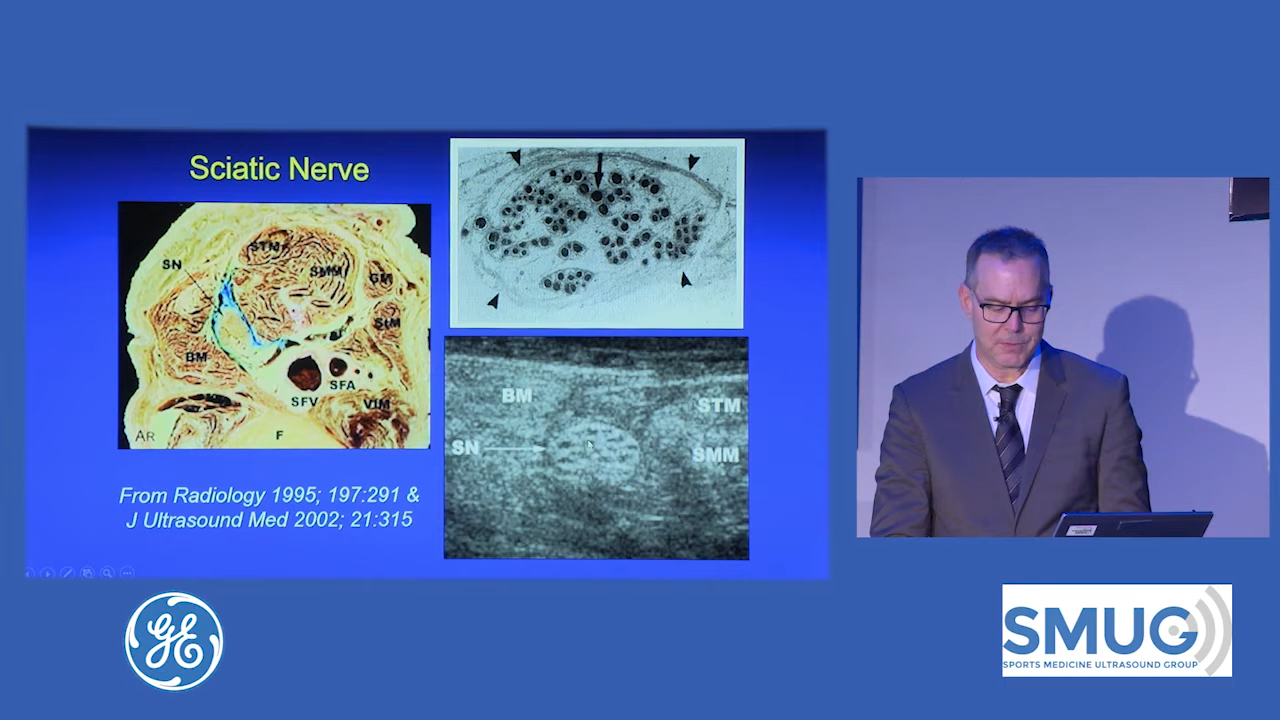 Sciatic Nerve
STM
SN
SMM
GM
StM
BM
SFA
SFV
VIM
AR
F
BM
STM
SN
SMM
From Radiology 1995; 197:291 &
J Ultrasound Med 2002; 21:315
GE
SMUG
SPORTS MEDICINE ULTRASOUND GROUP